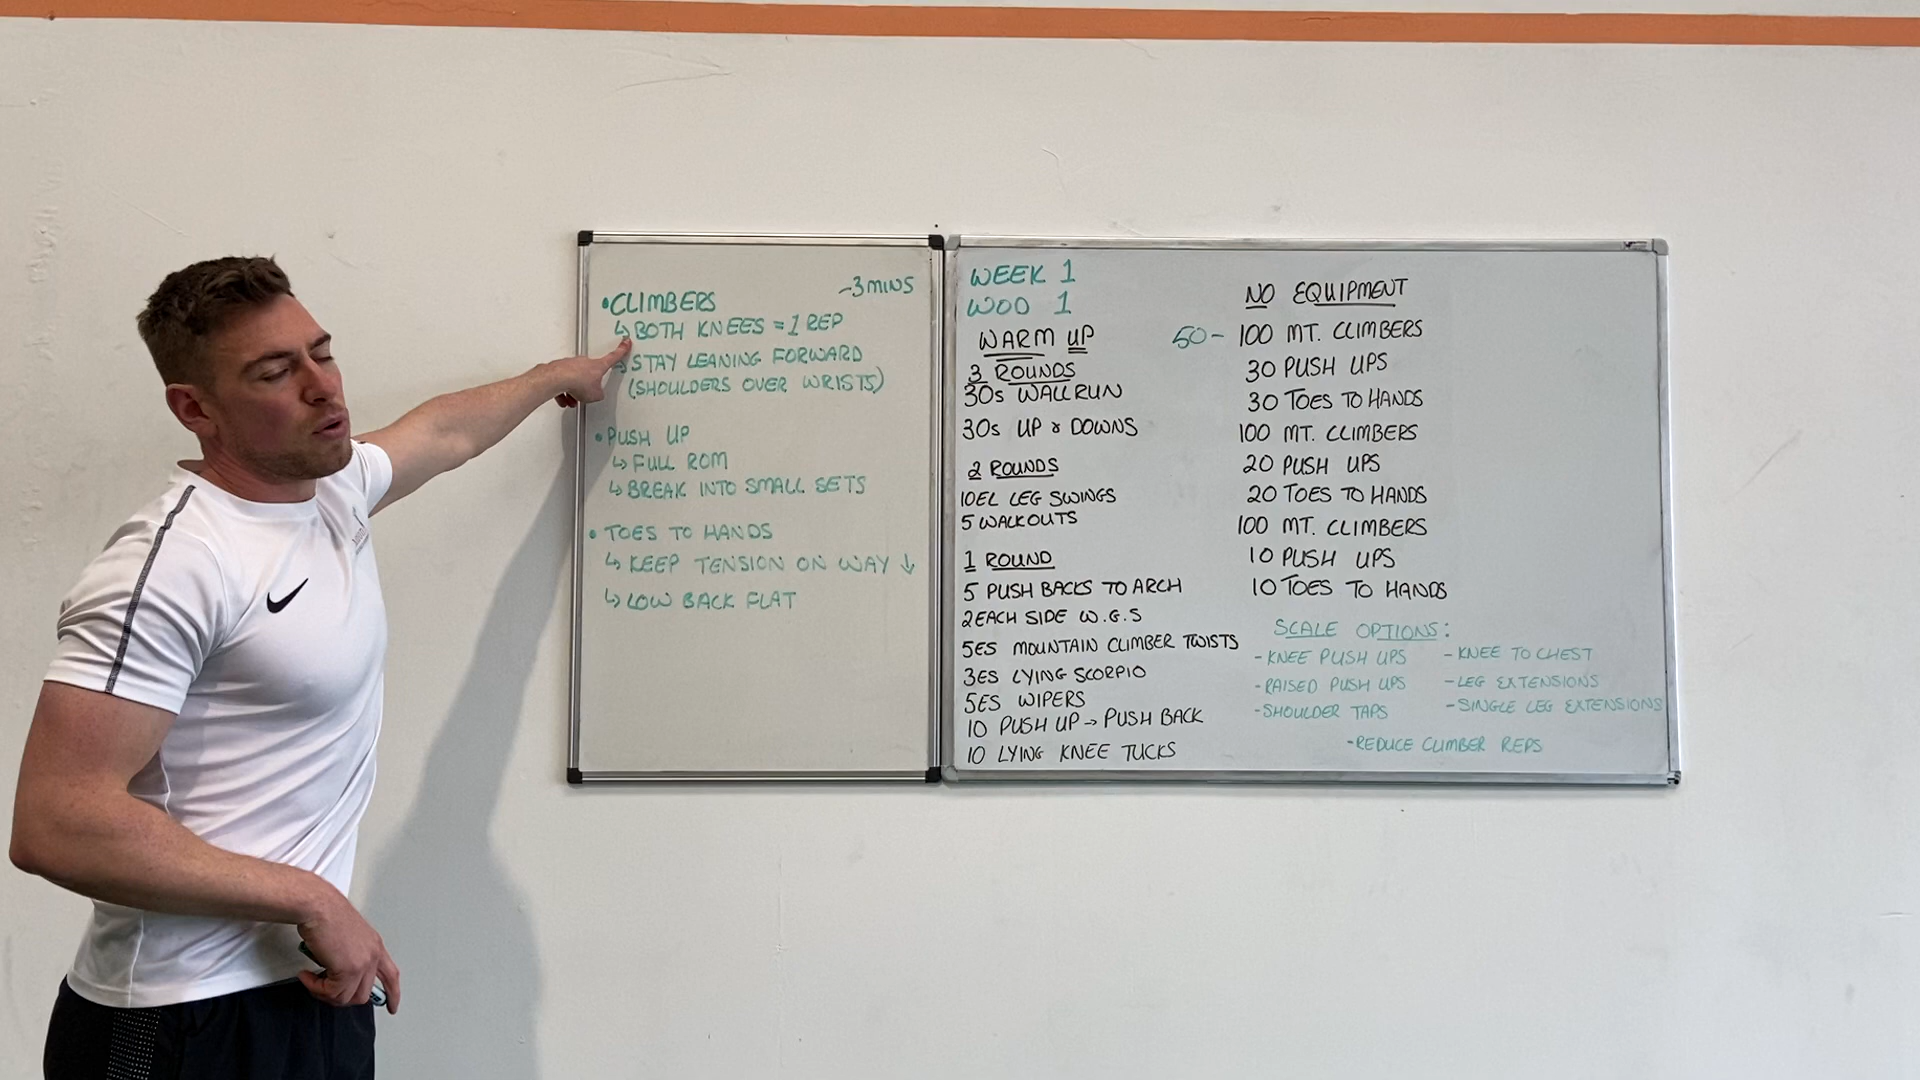 -3 MINS
•CLIMBERS
↳BOTH KNEES = 1 REP
↳STAY LEANING FORWARD
(SHOULDERS OVER WRISTS)
•PUSH UP
↳FULL ROM
↳BREAK INTO SMALL SETS
•TOES TO HANDS
↳KEEP TENSION ON WAY ↓
↳LOW BACK FLAT
WEEK 1
WOD 1
WARM UP
3 ROUNDS
30s WALL RUN
30s UP & DOWNS
2 ROUNDS
10EL LEG SWINGS
5 WALKOUTS
1 ROUND
5 PUSH BACKS TO ARCH
2 EACH SIDE W.G.S
5ES MOUNTAIN CLIMBER TWISTS
3ES LYING SCORPIO
5ES WIPERS
10 PUSH UP → PUSH BACK
10 LYING KNEE TUCKS
NO EQUIPMENT
50- 100 MT. CLIMBERS
30 PUSH UPS
30 TOES TO HANDS
100 MT. CLIMBERS
20 PUSH UPS
20 TOES TO HANDS
100 MT. CLIMBERS
10 PUSH UPS
10 TOES TO HANDS
SCALE OPTIONS:
-KNEE PUSH UPS
-RAISED PUSH UPS
-SHOULDER TAPS
-KNEE TO CHEST
-LEG EXTENSIONS
-SINGLE LEG EXTENSIONS
-REDUCE CLIMBER REPS